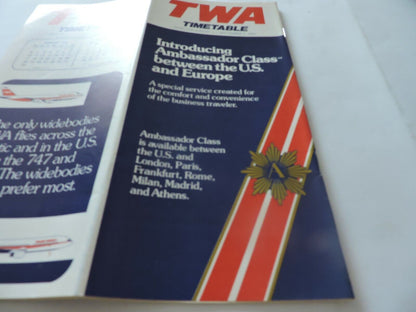 TWA
TIMETABLE
Introducing
Ambassador Class℠
between the U.S.
and Europe
A special service created for
the comfort and convenience
of the business traveler.
Ambassador Class
is available between
the U.S. and
London, Paris,
Frankfurt, Rome,
Milan, Madrid,
and Athens.
A
only widebodies
flies across the
and in the U.S.
the 747 and
The widebodies
prefer most.